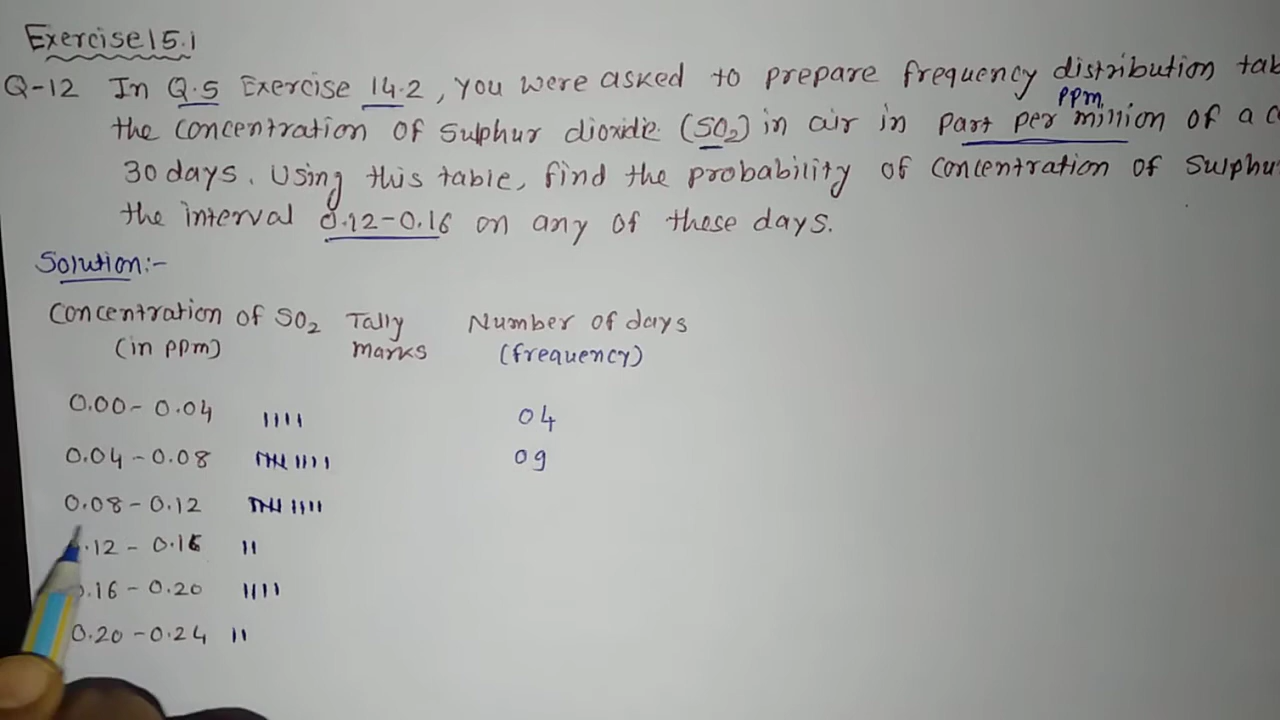 Exercise 15.1
Q-12 In Q.5 Exercise 14.2, you were asked to prepare frequency distribution
ppm
the concentration of sulphur dioxide (SO2) in air in part per million of a
30 days. Using this table, find the probability of concentration of
the interval 0.12-0.16 on any of these days.
Solution:-
Concentration of SO2 Tally Number of days
(in ppm) marks (frequency)
0.00-0.04 |||| 04
0.04-0.08 |||| |||| 09
0.08-0.12 |||| ||||
.12-0.16 ||
.16-0.20 ||||
0.20-0.24 ||